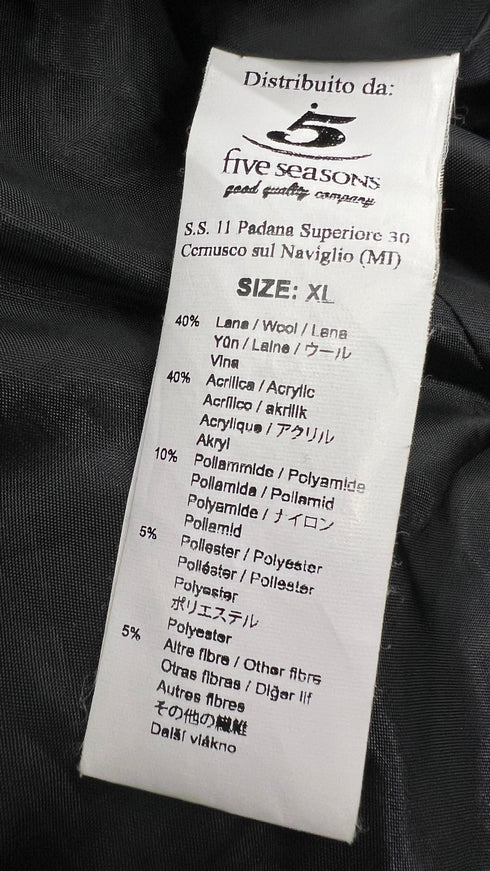 Distribuito da:
5
five seasons
good quality company
S.S. 11 Padana Superiore 30
Cernusco sul Naviglio (MI)
SIZE: XL
40% Lana / Wool / Lana
Yün / Laine / ウール
Vlna
40% Acrilica / Acrylic
Acrílico / akrilik
Acrylique / アクリル
Akryl
10% Poliammide / Polyamide
Poliamida / Poliamid
Polyamide / ナイロン
Poliamid
5% Poliester / Polyester
Poliéster / Poliester
Polyester
ポリエステル
Polyester
5% Altre fibre / Other fibre
Otras fibras / Diğer lif
Autres fibres
その他の繊維
Další vlákno